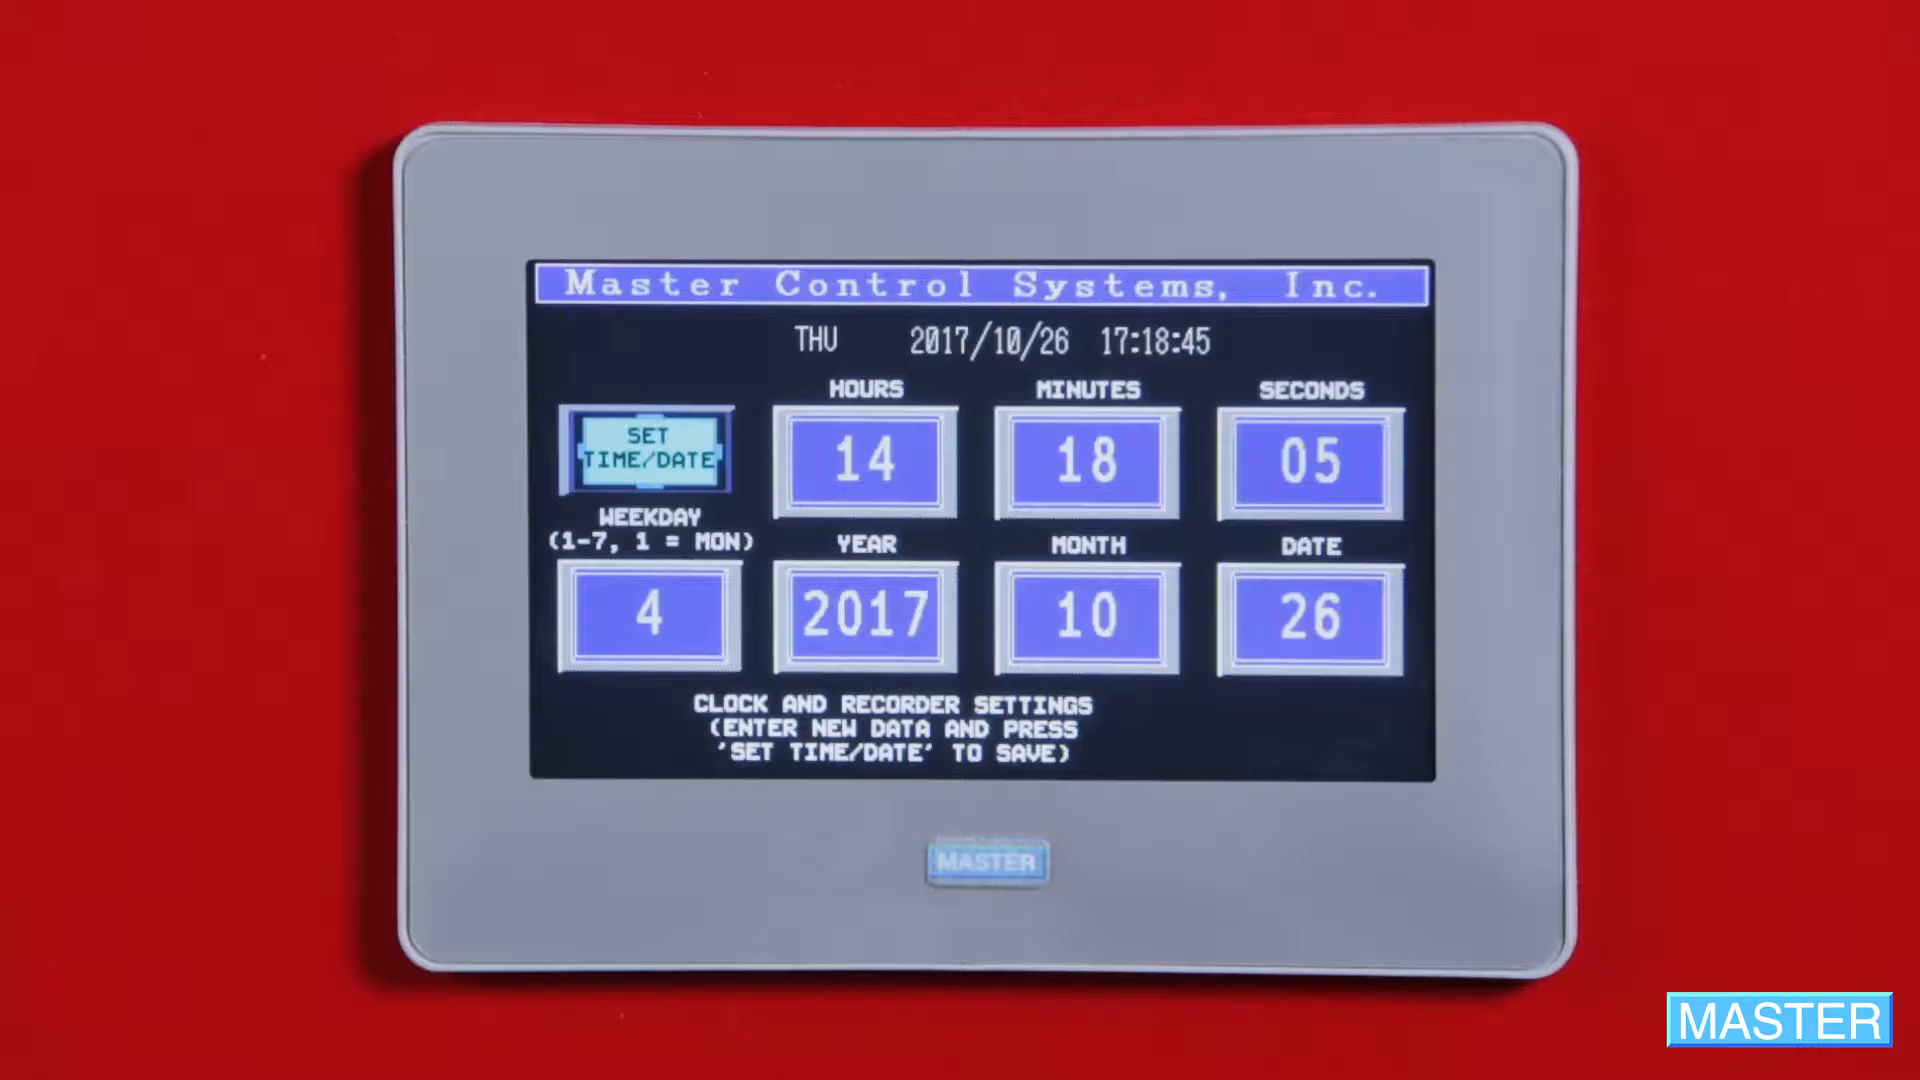 Master Control Systems, Inc.
THU 2017/10/26 17:18:45
HOURS MINUTES SECONDS
SET
TIME/DATE
14 18 05
WEEKDAY
(1-7, 1 = MON)
YEAR MONTH DATE
4 2017 10 26
CLOCK AND RECORDER SETTINGS
(ENTER NEW DATA AND PRESS
'SET TIME/DATE' TO SAVE)
MASTER
MASTER